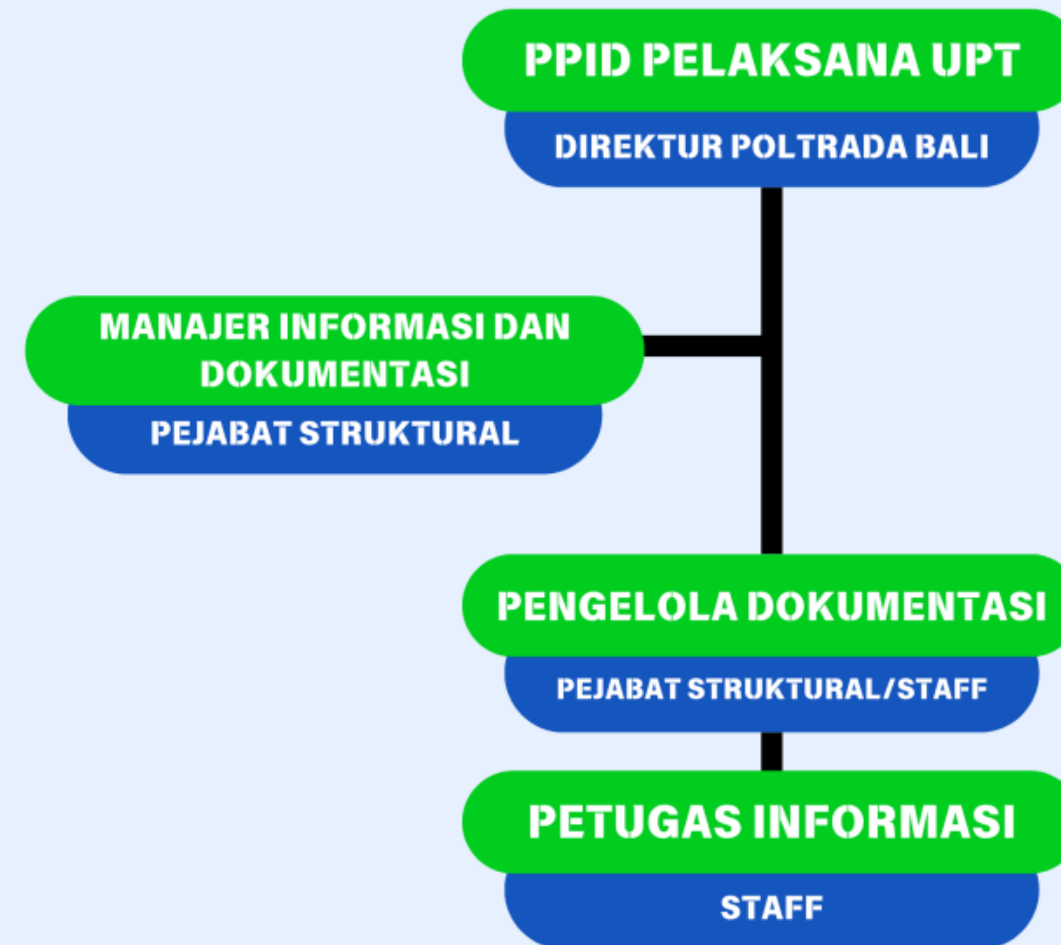 PPID PELAKSANA UPT
DIREKTUR POLTRADA BALI
MANAJER INFORMASI DAN
DOKUMENTASI
PEJABAT STRUKTURAL
PENGELOLA DOKUMENTASI
PEJABAT STRUKTURAL/STAFF
PETUGAS INFORMASI
STAFF